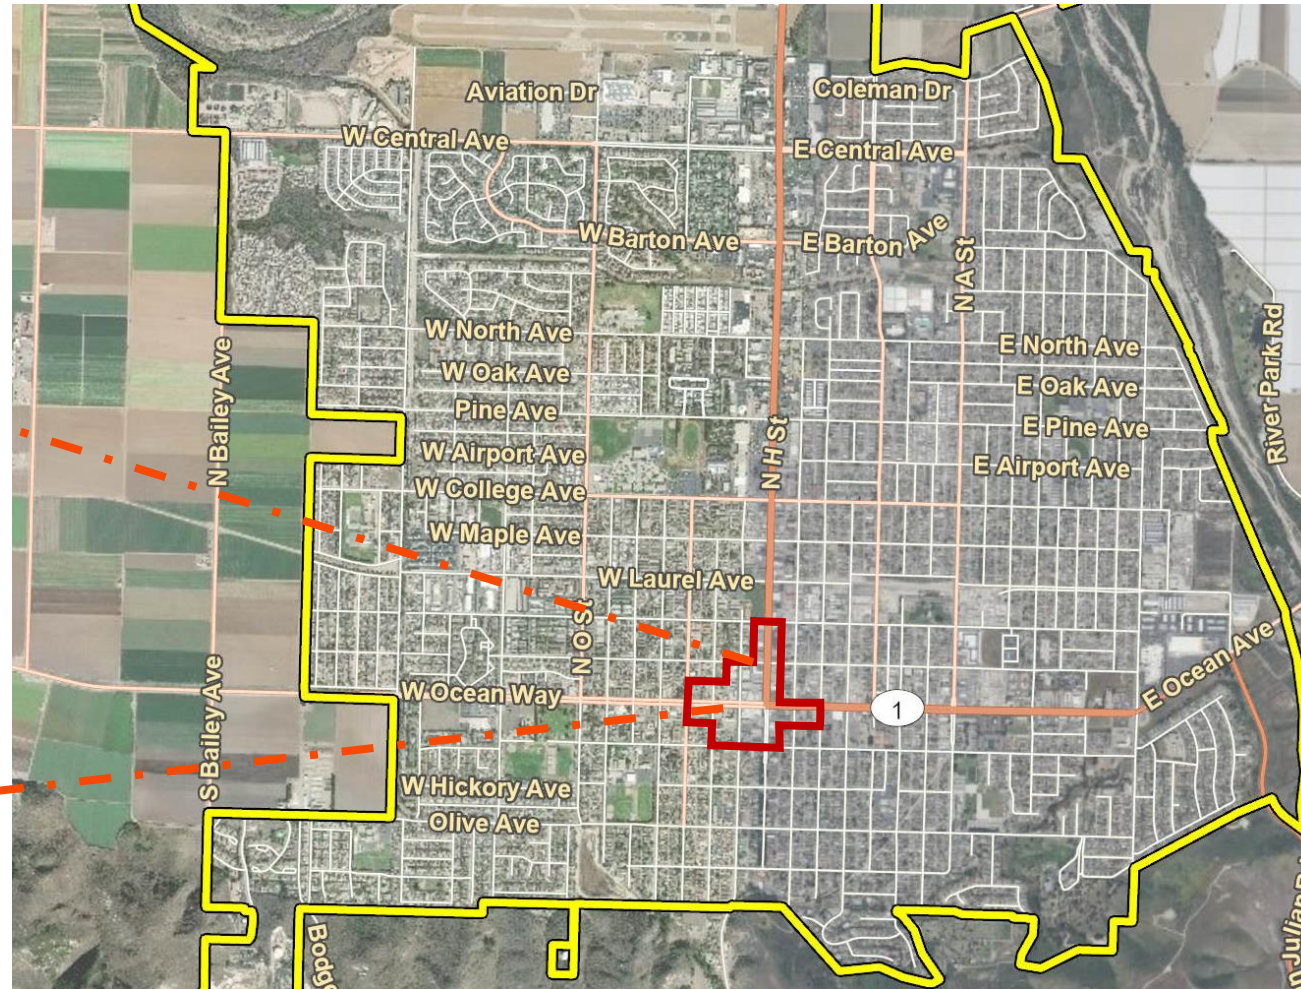 Aviation Dr
Coleman Dr
W Central Ave
E Central Ave
W Barton Ave
E Barton Ave
N A St
W North Ave
E North Ave
River Park Rd
N Bailey Ave
W Oak Ave
E Oak Ave
Pine Ave
E Pine Ave
N H St
W Airport Ave
E Airport Ave
W College Ave
W Maple Ave
W Laurel Ave
N O St
E Ocean Ave
S Bailey Ave
W Ocean Way
1
W Hickory Ave
Olive Ave